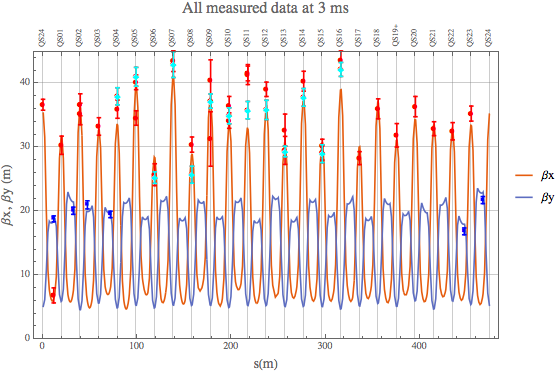 All measured data at 3 ms
QS24 QS01 QS02 QS03 QS04 QS05 QS06 QS07 QS08 QS09 QS10 QS11 QS12 QS13 QS14 QS15 QS16 QS17 QS18 QS19+ QS20 QS21 QS22 QS23 QS24
βx, βy (m)
40
30
20
10
0
0 100 200 300 400
s(m)
βx
βy